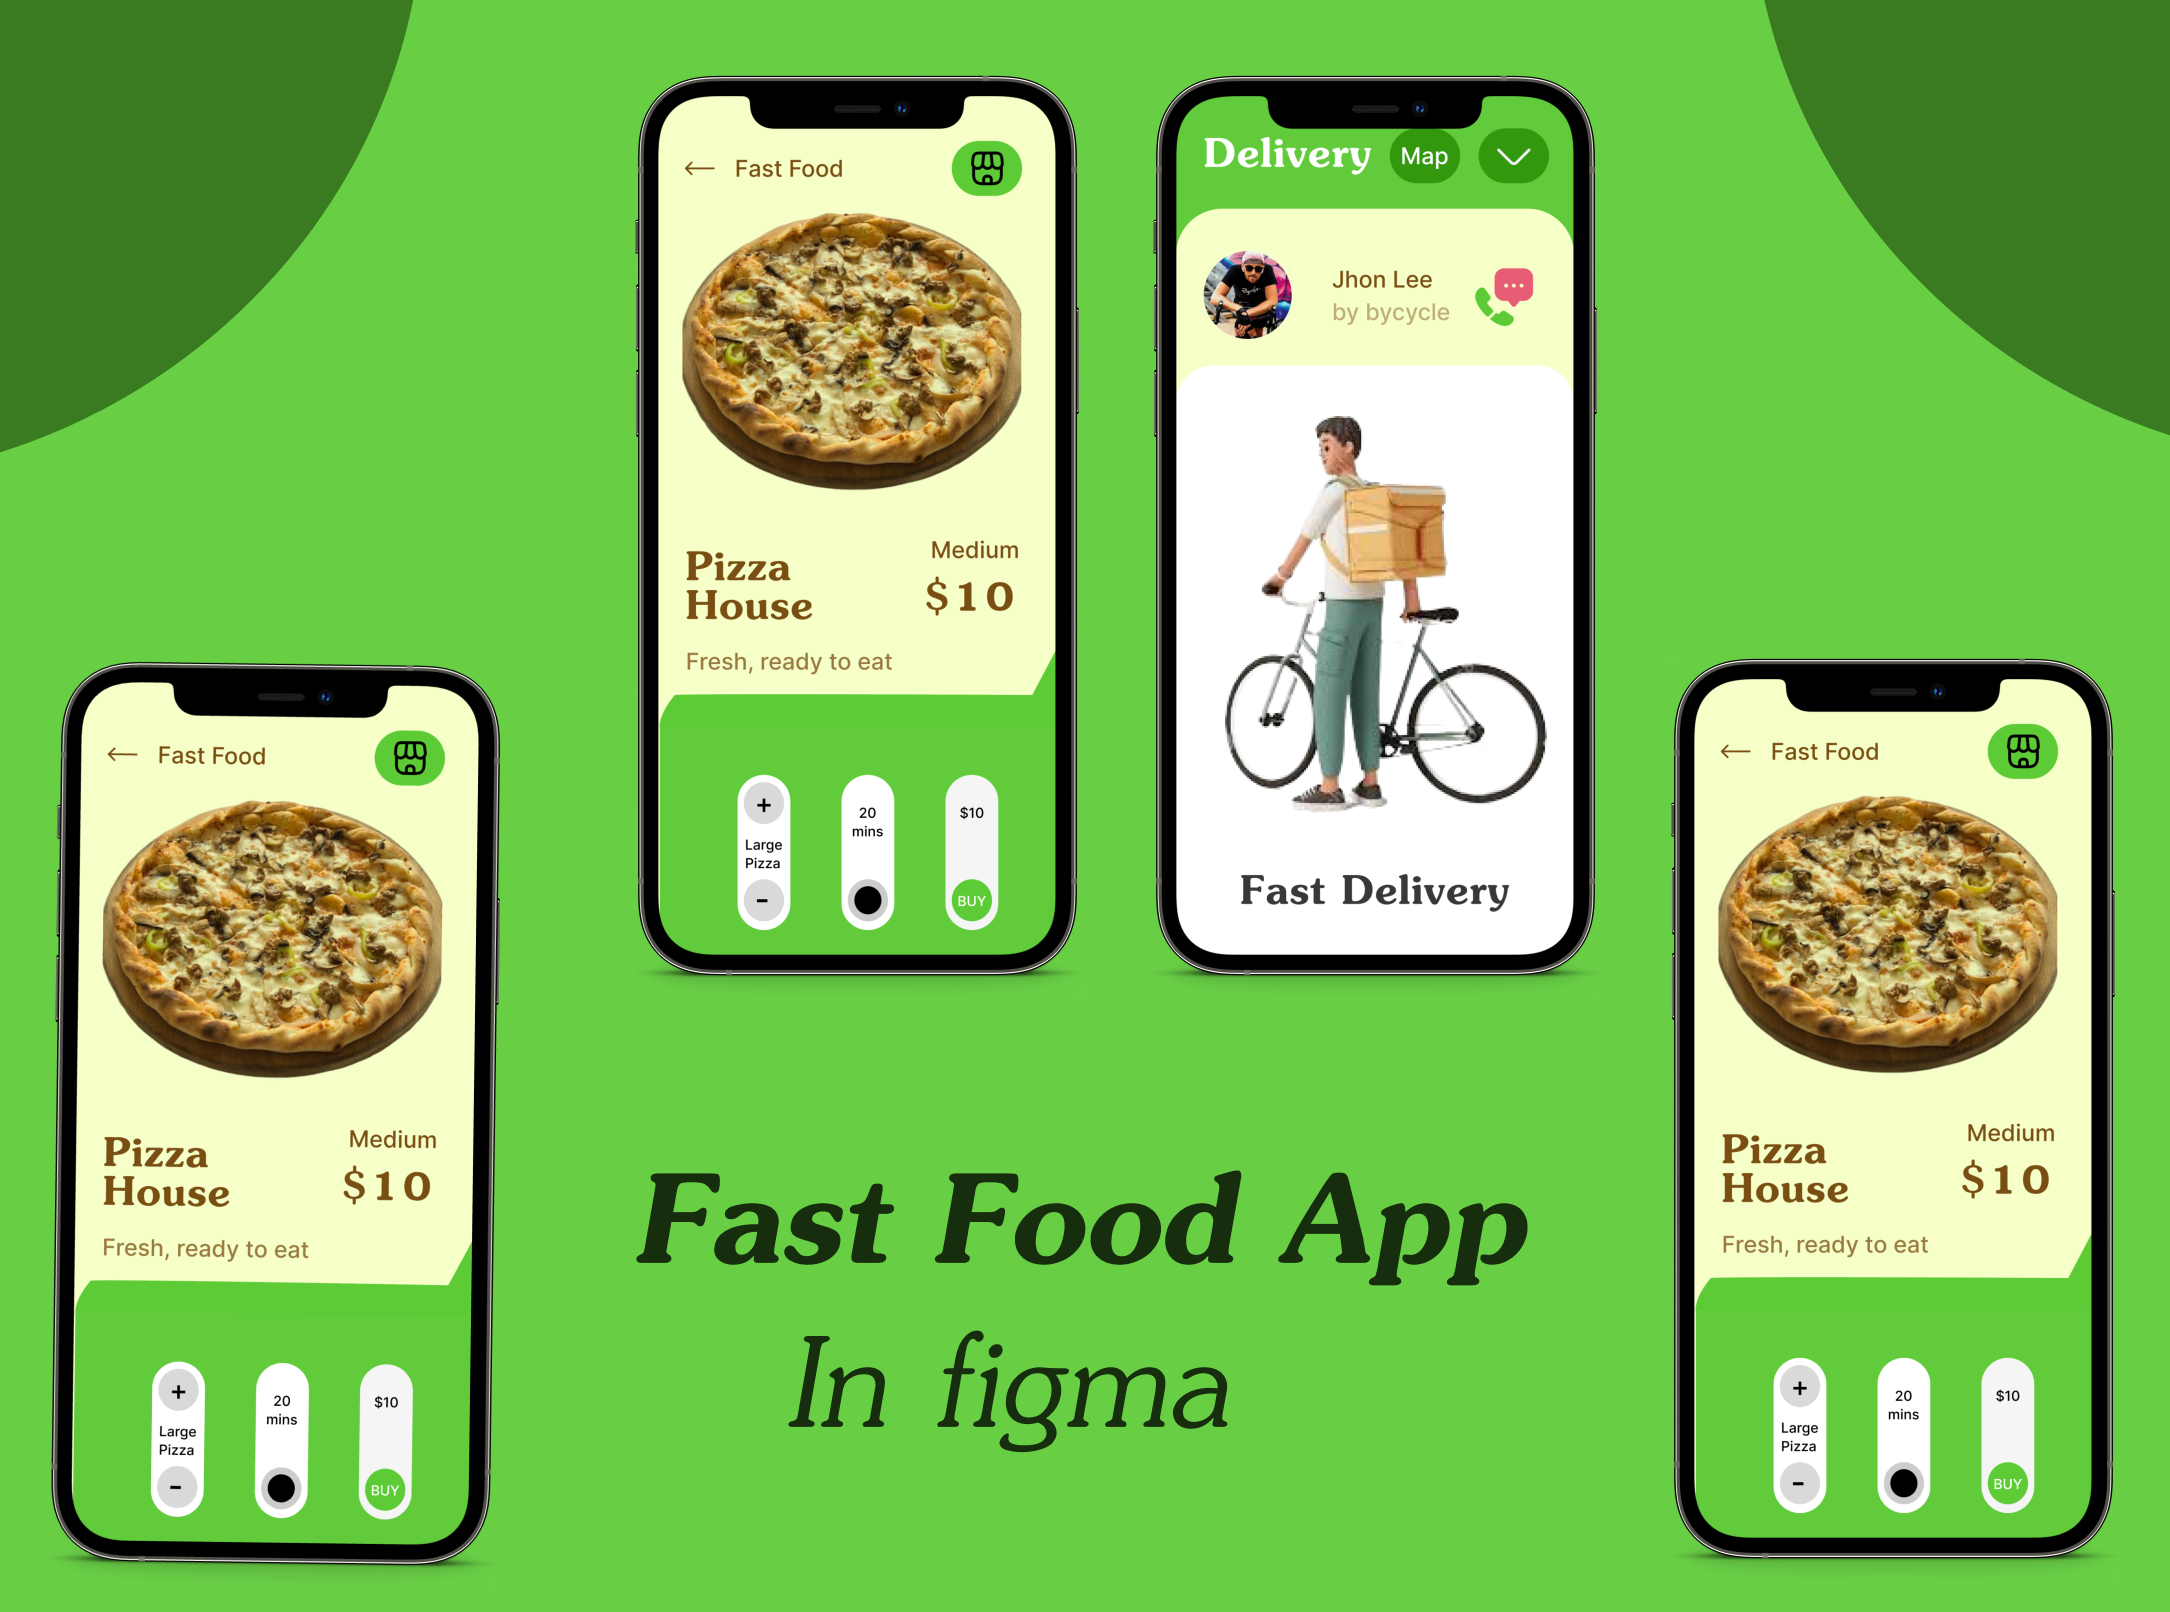 Fast Food
Pizza
House
Medium
$10
Fresh, ready to eat
+
Large
Pizza
-
20
mins
$10
BUY
Delivery
Map
Jhon Lee
by bycycle
Fast Delivery
Fast Food
Pizza
House
Medium
$10
Fresh, ready to eat
+
Large
Pizza
-
20
mins
$10
BUY
Fast Food
Pizza
House
Medium
$10
Fresh, ready to eat
+
Large
Pizza
-
20
mins
$10
BUY
Fast Food App
In figma